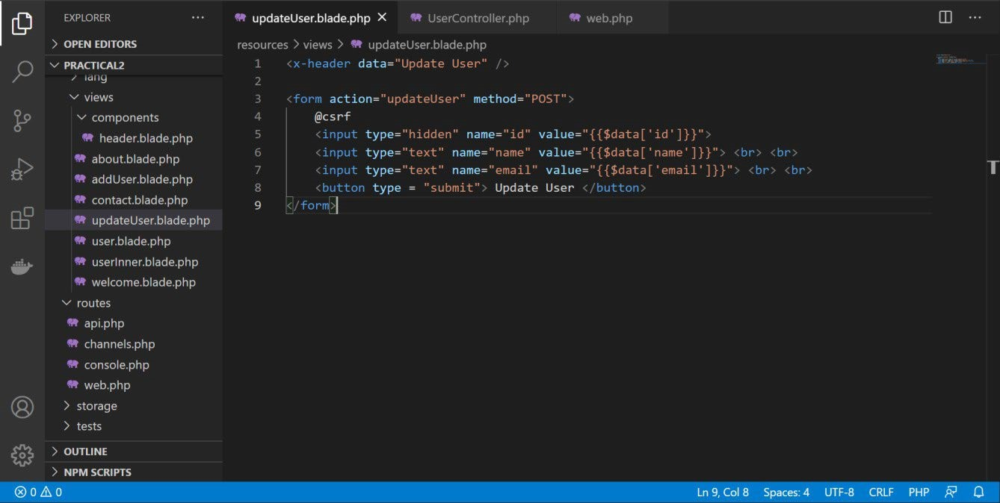 EXPLORER
updateUser.blade.php
UserController.php
web.php
OPEN EDITORS
PRACTICAL2
lang
views
components
header.blade.php
about.blade.php
addUser.blade.php
contact.blade.php
updateUser.blade.php
user.blade.php
userInner.blade.php
welcome.blade.php
routes
api.php
channels.php
console.php
web.php
storage
tests
OUTLINE
NPM SCRIPTS
resources > views > updateUser.blade.php
1 <x-header data="Update User" />
2
3 <form action="updateUser" method="POST">
4 @csrf
5 <input type="hidden" name="id" value="{{$data['id']}}">
6 <input type="text" name="name" value="{{$data['name']}}"> <br> <br>
7 <input type="text" name="email" value="{{$data['email']}}"> <br> <br>
8 <button type = "submit"> Update User </button>
9 </form>
0 0 Ln 9, Col 8 Spaces: 4 UTF-8 CRLF PHP